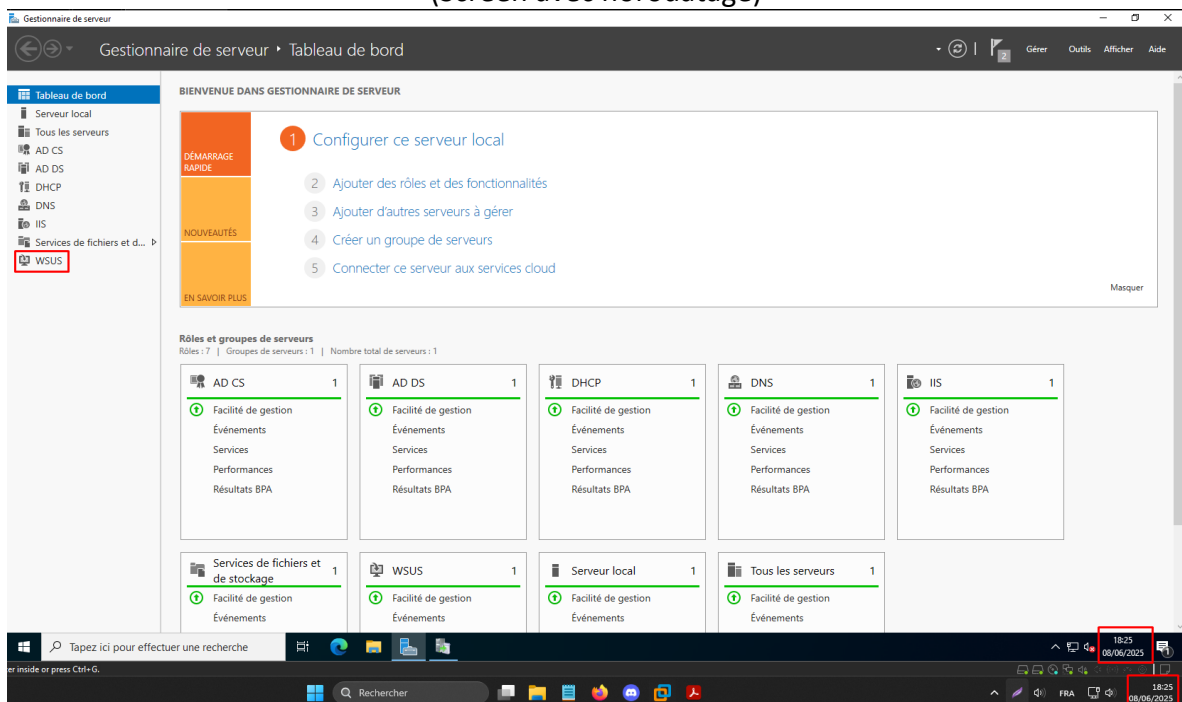 (Screen avec horodatage)
Gestionnaire de serveur
Gestionnaire de serveur • Tableau de bord
2
Gérer Outils Afficher Aide
Tableau de bord
Serveur local
Tous les serveurs
AD CS
AD DS
DHCP
DNS
IIS
Services de fichiers et d...
WSUS
BIENVENUE DANS GESTIONNAIRE DE SERVEUR
DÉMARRAGE
RAPIDE
NOUVEAUTÉS
EN SAVOIR PLUS
1 Configurer ce serveur local
2 Ajouter des rôles et des fonctionnalités
3 Ajouter d'autres serveurs à gérer
4 Créer un groupe de serveurs
5 Connecter ce serveur aux services cloud
Masquer
Rôles et groupes de serveurs
Rôles : 7 | Groupes de serveurs : 1 | Nombre total de serveurs : 1
AD CS 1
Facilité de gestion
Événements
Services
Performances
Résultats BPA
AD DS 1
Facilité de gestion
Événements
Services
Performances
Résultats BPA
DHCP 1
Facilité de gestion
Événements
Services
Performances
Résultats BPA
DNS 1
Facilité de gestion
Événements
Services
Performances
Résultats BPA
IIS 1
Facilité de gestion
Événements
Services
Performances
Résultats BPA
Services de fichiers et
de stockage 1
Facilité de gestion
Événements
WSUS 1
Facilité de gestion
Événements
Serveur local 1
Facilité de gestion
Événements
Tous les serveurs 1
Facilité de gestion
Événements
Tapez ici pour effectuer une recherche
18:25
08/06/2025
1
er inside or press Ctrl+G.
Rechercher
FRA
18:25
08/06/2025